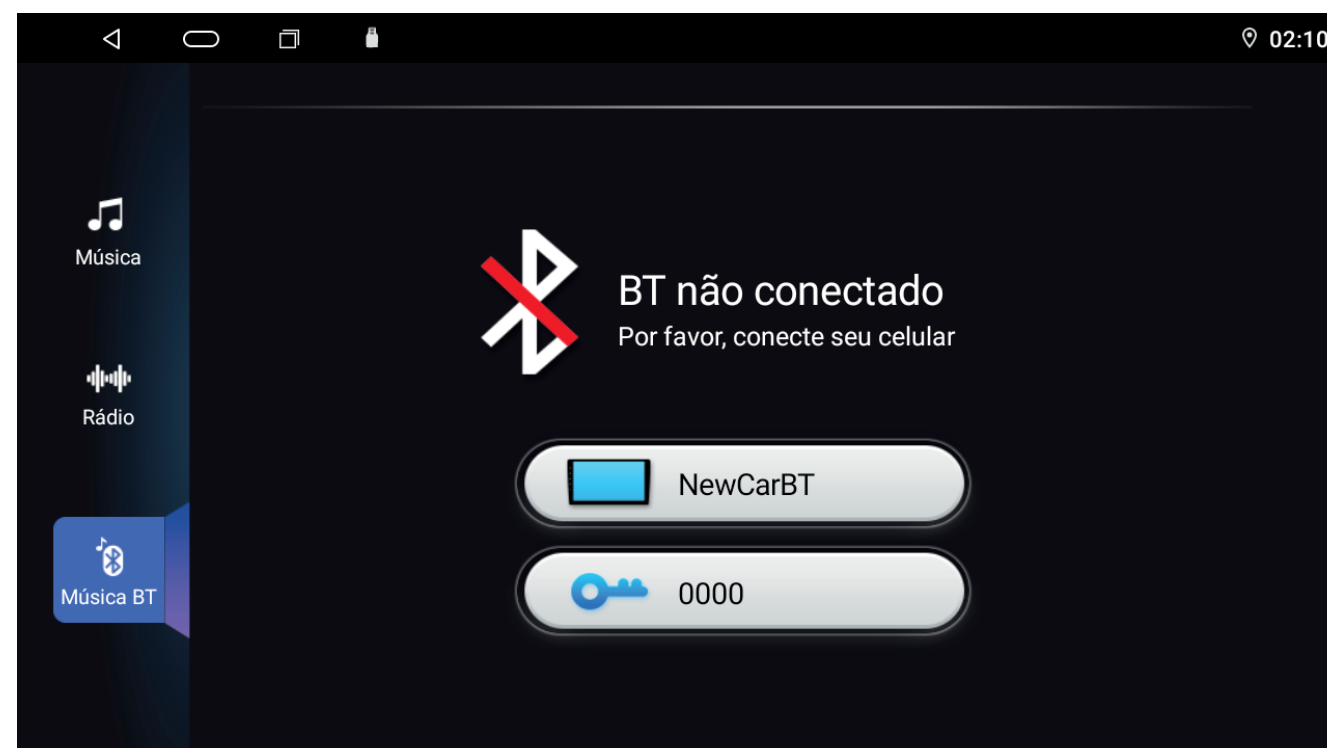 02:10
Música
Rádio
Música BT
BT não conectado
Por favor, conecte seu celular
NewCarBT
0000